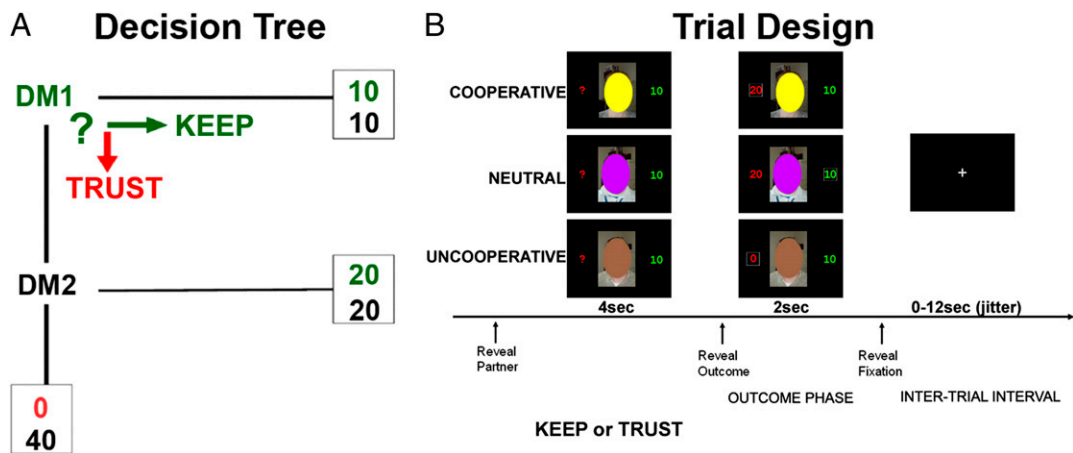 A
Decision Tree
DM1
10
10
?
KEEP
TRUST
DM2
20
20
0
40
B
Trial Design
COOPERATIVE
?
10
20
10
NEUTRAL
?
10
20
10
+
UNCOOPERATIVE
?
10
0
10
4sec
2sec
0-12sec (jitter)
Reveal
Partner
Reveal
Outcome
Reveal
Fixation
OUTCOME PHASE
INTER-TRIAL INTERVAL
KEEP or TRUST